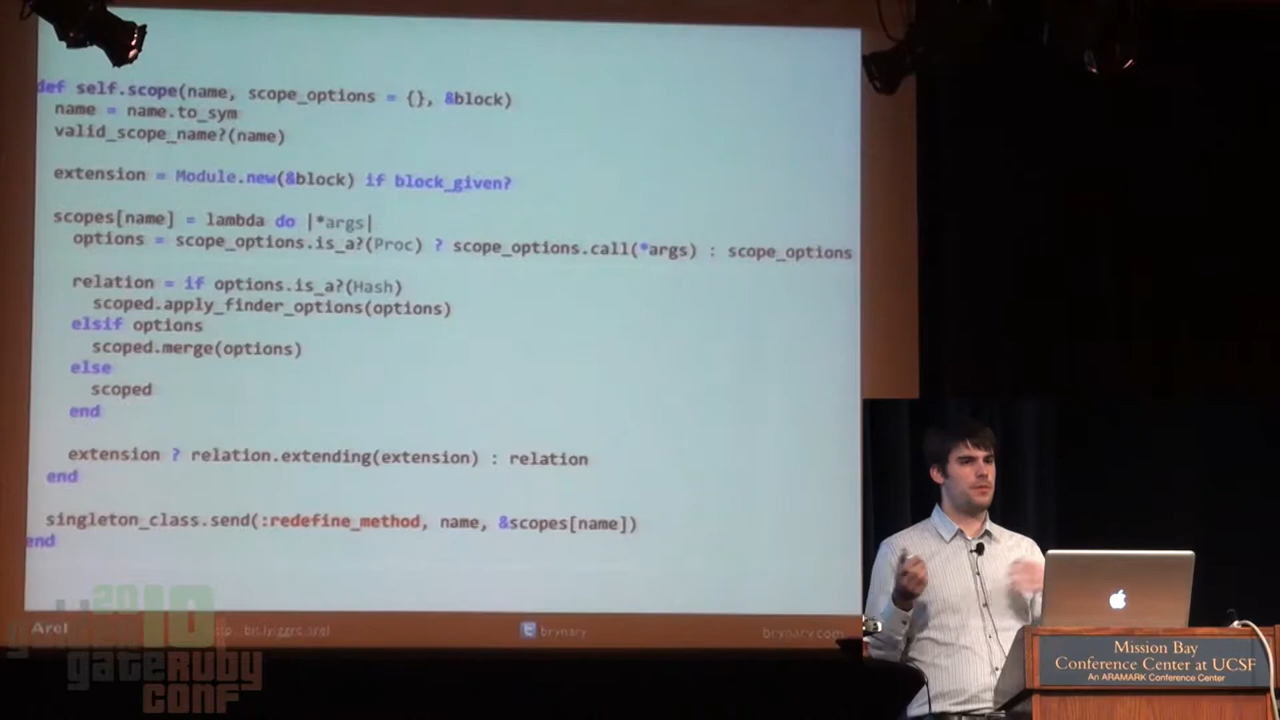 def self.scope(name, scope_options = {}, &block)
name = name.to_sym
valid_scope_name?(name)
extension = Module.new(&block) if block_given?
scopes[name] = lambda do |*args|
options = scope_options.is_a?(Proc) ? scope_options.call(*args) : scope_options
relation = if options.is_a?(Hash)
scoped.apply_finder_options(options)
elsif options
scoped.merge(options)
else
scoped
end
extension ? relation.extending(extension) : relation
end
singleton_class.send(:redefine_method, name, &scopes[name])
end
Arel
brynary
brynary.com
2010
golden
gateRuby
CONF
Mission Bay
Conference Center at UCSF
An ARAMARK Conference Center